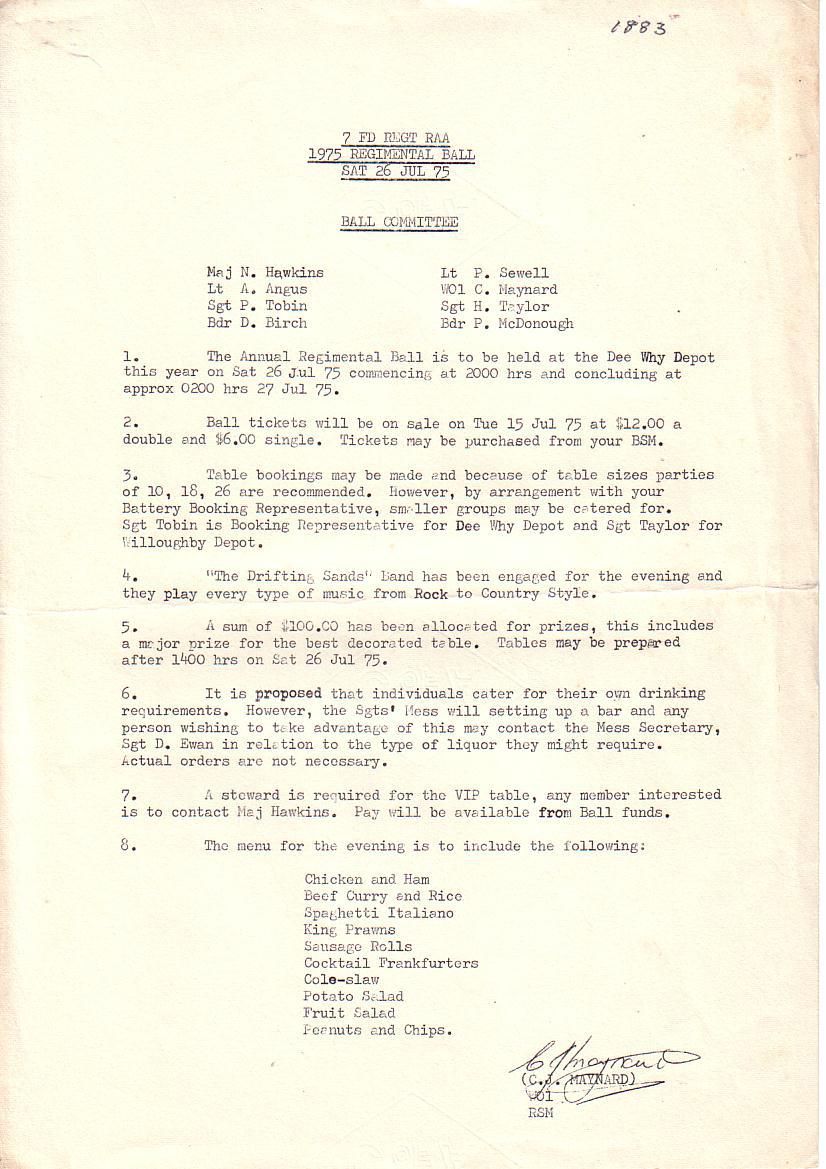 1883
7 FD REGT RAA
1975 REGIMENTAL BALL
SAT 26 JUL 75
BALL COMMITTEE
Maj N. Hawkins Lt P. Sewell
Lt A. Angus WO1 C. Maynard
Sgt P. Tobin Sgt H. Taylor
Bdr D. Birch Bdr P. McDonough
1. The Annual Regimental Ball is to be held at the Dee Why Depot
this year on Sat 26 Jul 75 commencing at 2000 hrs and concluding at
approx 0200 hrs 27 Jul 75.
2. Ball tickets will be on sale on Tue 15 Jul 75 at $12.00 a
double and $6.00 single. Tickets may be purchased from your BSM.
3. Table bookings may be made and because of table sizes parties
of 10, 18, 26 are recommended. However, by arrangement with your
Battery Booking Representative, smaller groups may be catered for.
Sgt Tobin is Booking Representative for Dee Why Depot and Sgt Taylor for
Willoughby Depot.
4. "The Drifting Sands" Band has been engaged for the evening and
they play every type of music from Rock to Country Style.
5. A sum of $100.00 has been allocated for prizes, this includes
a major prize for the best decorated table. Tables may be prepared
after 1400 hrs on Sat 26 Jul 75.
6. It is proposed that individuals cater for their own drinking
requirements. However, the Sgts' Mess will setting up a bar and any
person wishing to take advantage of this may contact the Mess Secretary,
Sgt D. Ewan in relation to the type of liquor they might require.
Actual orders are not necessary.
7. A steward is required for the VIP table, any member interested
is to contact Maj Hawkins. Pay will be available from Ball funds.
8. The menu for the evening is to include the following:
Chicken and Ham
Beef Curry and Rice
Spaghetti Italiano
King Prawns
Sausage Rolls
Cocktail Frankfurters
Cole-slaw
Potato Salad
Fruit Salad
Peanuts and Chips.
C J Maynard
(C.J. MAYNARD)
WO1
RSM